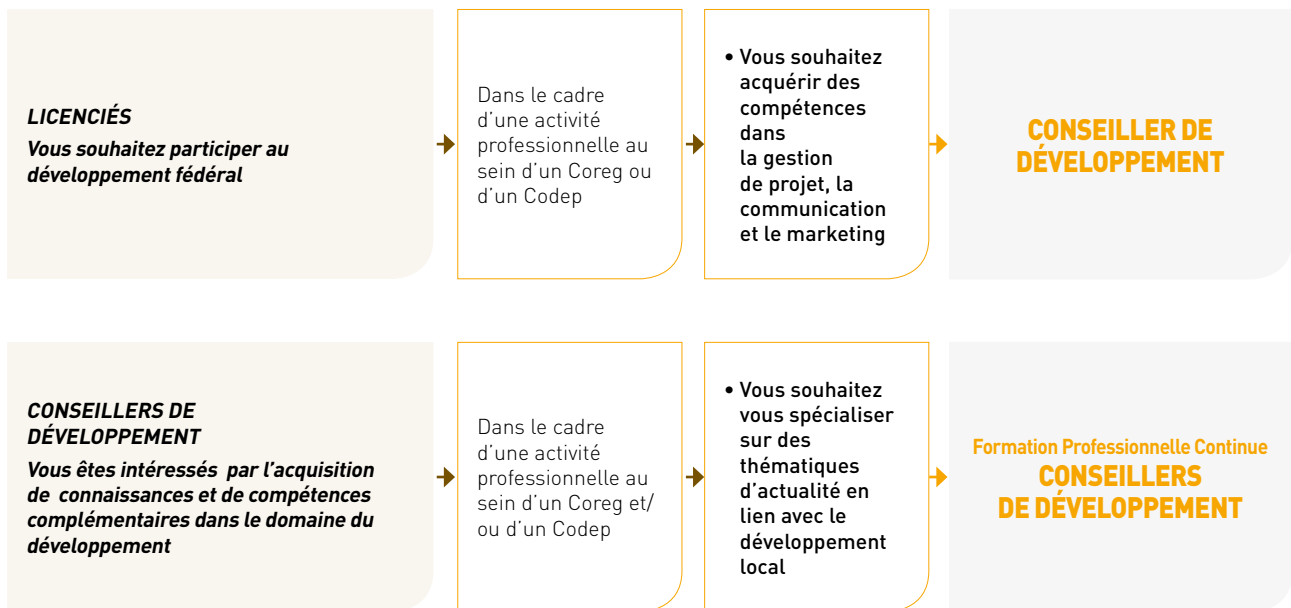 LICENCIÉS
Vous souhaitez participer au
développement fédéral
Dans le cadre
d'une activité
professionnelle au
sein d'un Coreg ou
d'un Codep
• Vous souhaitez
acquérir des
compétences
dans
la gestion
de projet, la
communication
et le marketing
CONSEILLER DE
DÉVELOPPEMENT
CONSEILLERS DE
DÉVELOPPEMENT
Vous êtes intéressés par l'acquisition
de connaissances et de compétences
complémentaires dans le domaine du
développement
Dans le cadre
d'une activité
professionnelle au
sein d'un Coreg et/
ou d'un Codep
• Vous souhaitez
vous spécialiser
sur des
thématiques
d'actualité en
lien avec le
développement
local
Formation Professionnelle Continue
CONSEILLERS
DE DÉVELOPPEMENT